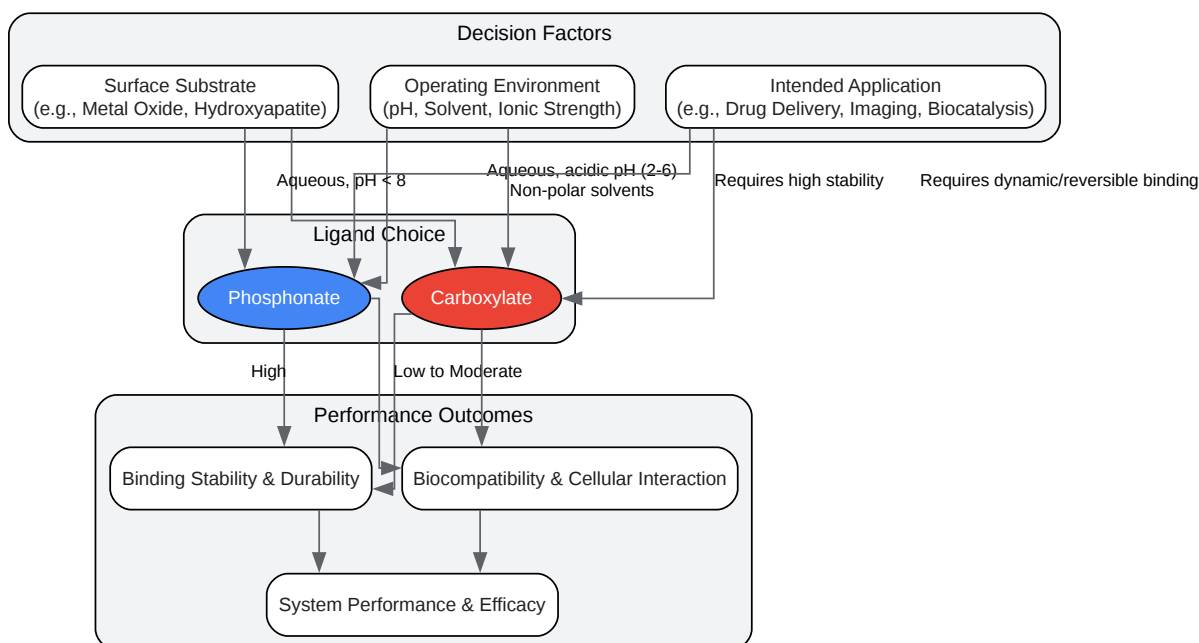 Decision Factors
Surface Substrate
(e.g., Metal Oxide, Hydroxyapatite)
Operating Environment
(pH, Solvent, Ionic Strength)
Intended Application
(e.g., Drug Delivery, Imaging, Biocatalysis)
Aqueous, pH < 8
Aqueous, acidic pH (2-6)
Non-polar solvents
Requires high stability
Requires dynamic/reversible binding
Ligand Choice
Phosphonate
Carboxylate
High
Low to Moderate
Performance Outcomes
Binding Stability & Durability
Biocompatibility & Cellular Interaction
System Performance & Efficacy